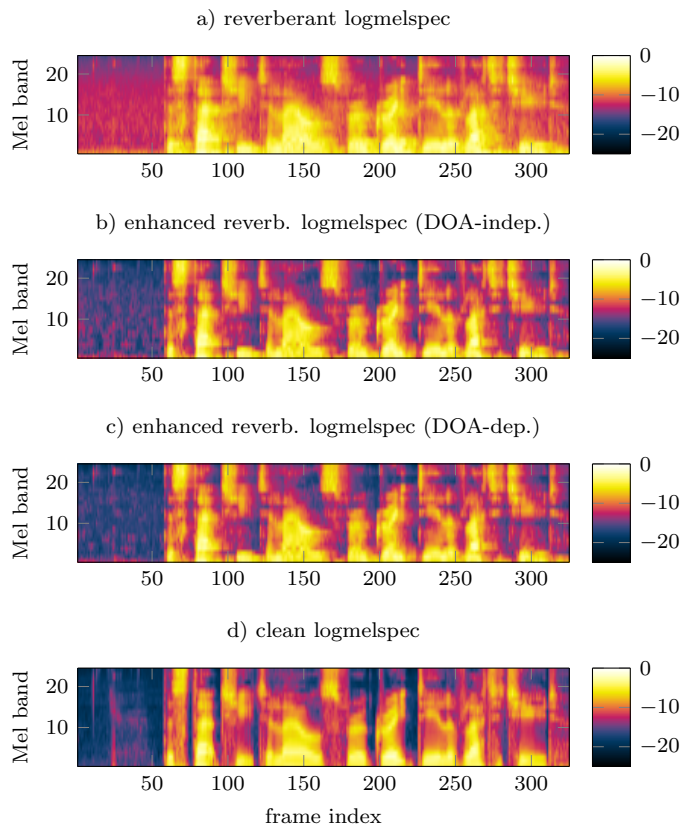 a) reverberant logmelspec
Mel band
20
10
50 100 150 200 250 300
0
−10
−20
b) enhanced reverb. logmelspec (DOA-indep.)
Mel band
20
10
50 100 150 200 250 300
0
−10
−20
c) enhanced reverb. logmelspec (DOA-dep.)
Mel band
20
10
50 100 150 200 250 300
0
−10
−20
d) clean logmelspec
Mel band
20
10
50 100 150 200 250 300
0
−10
−20
frame index